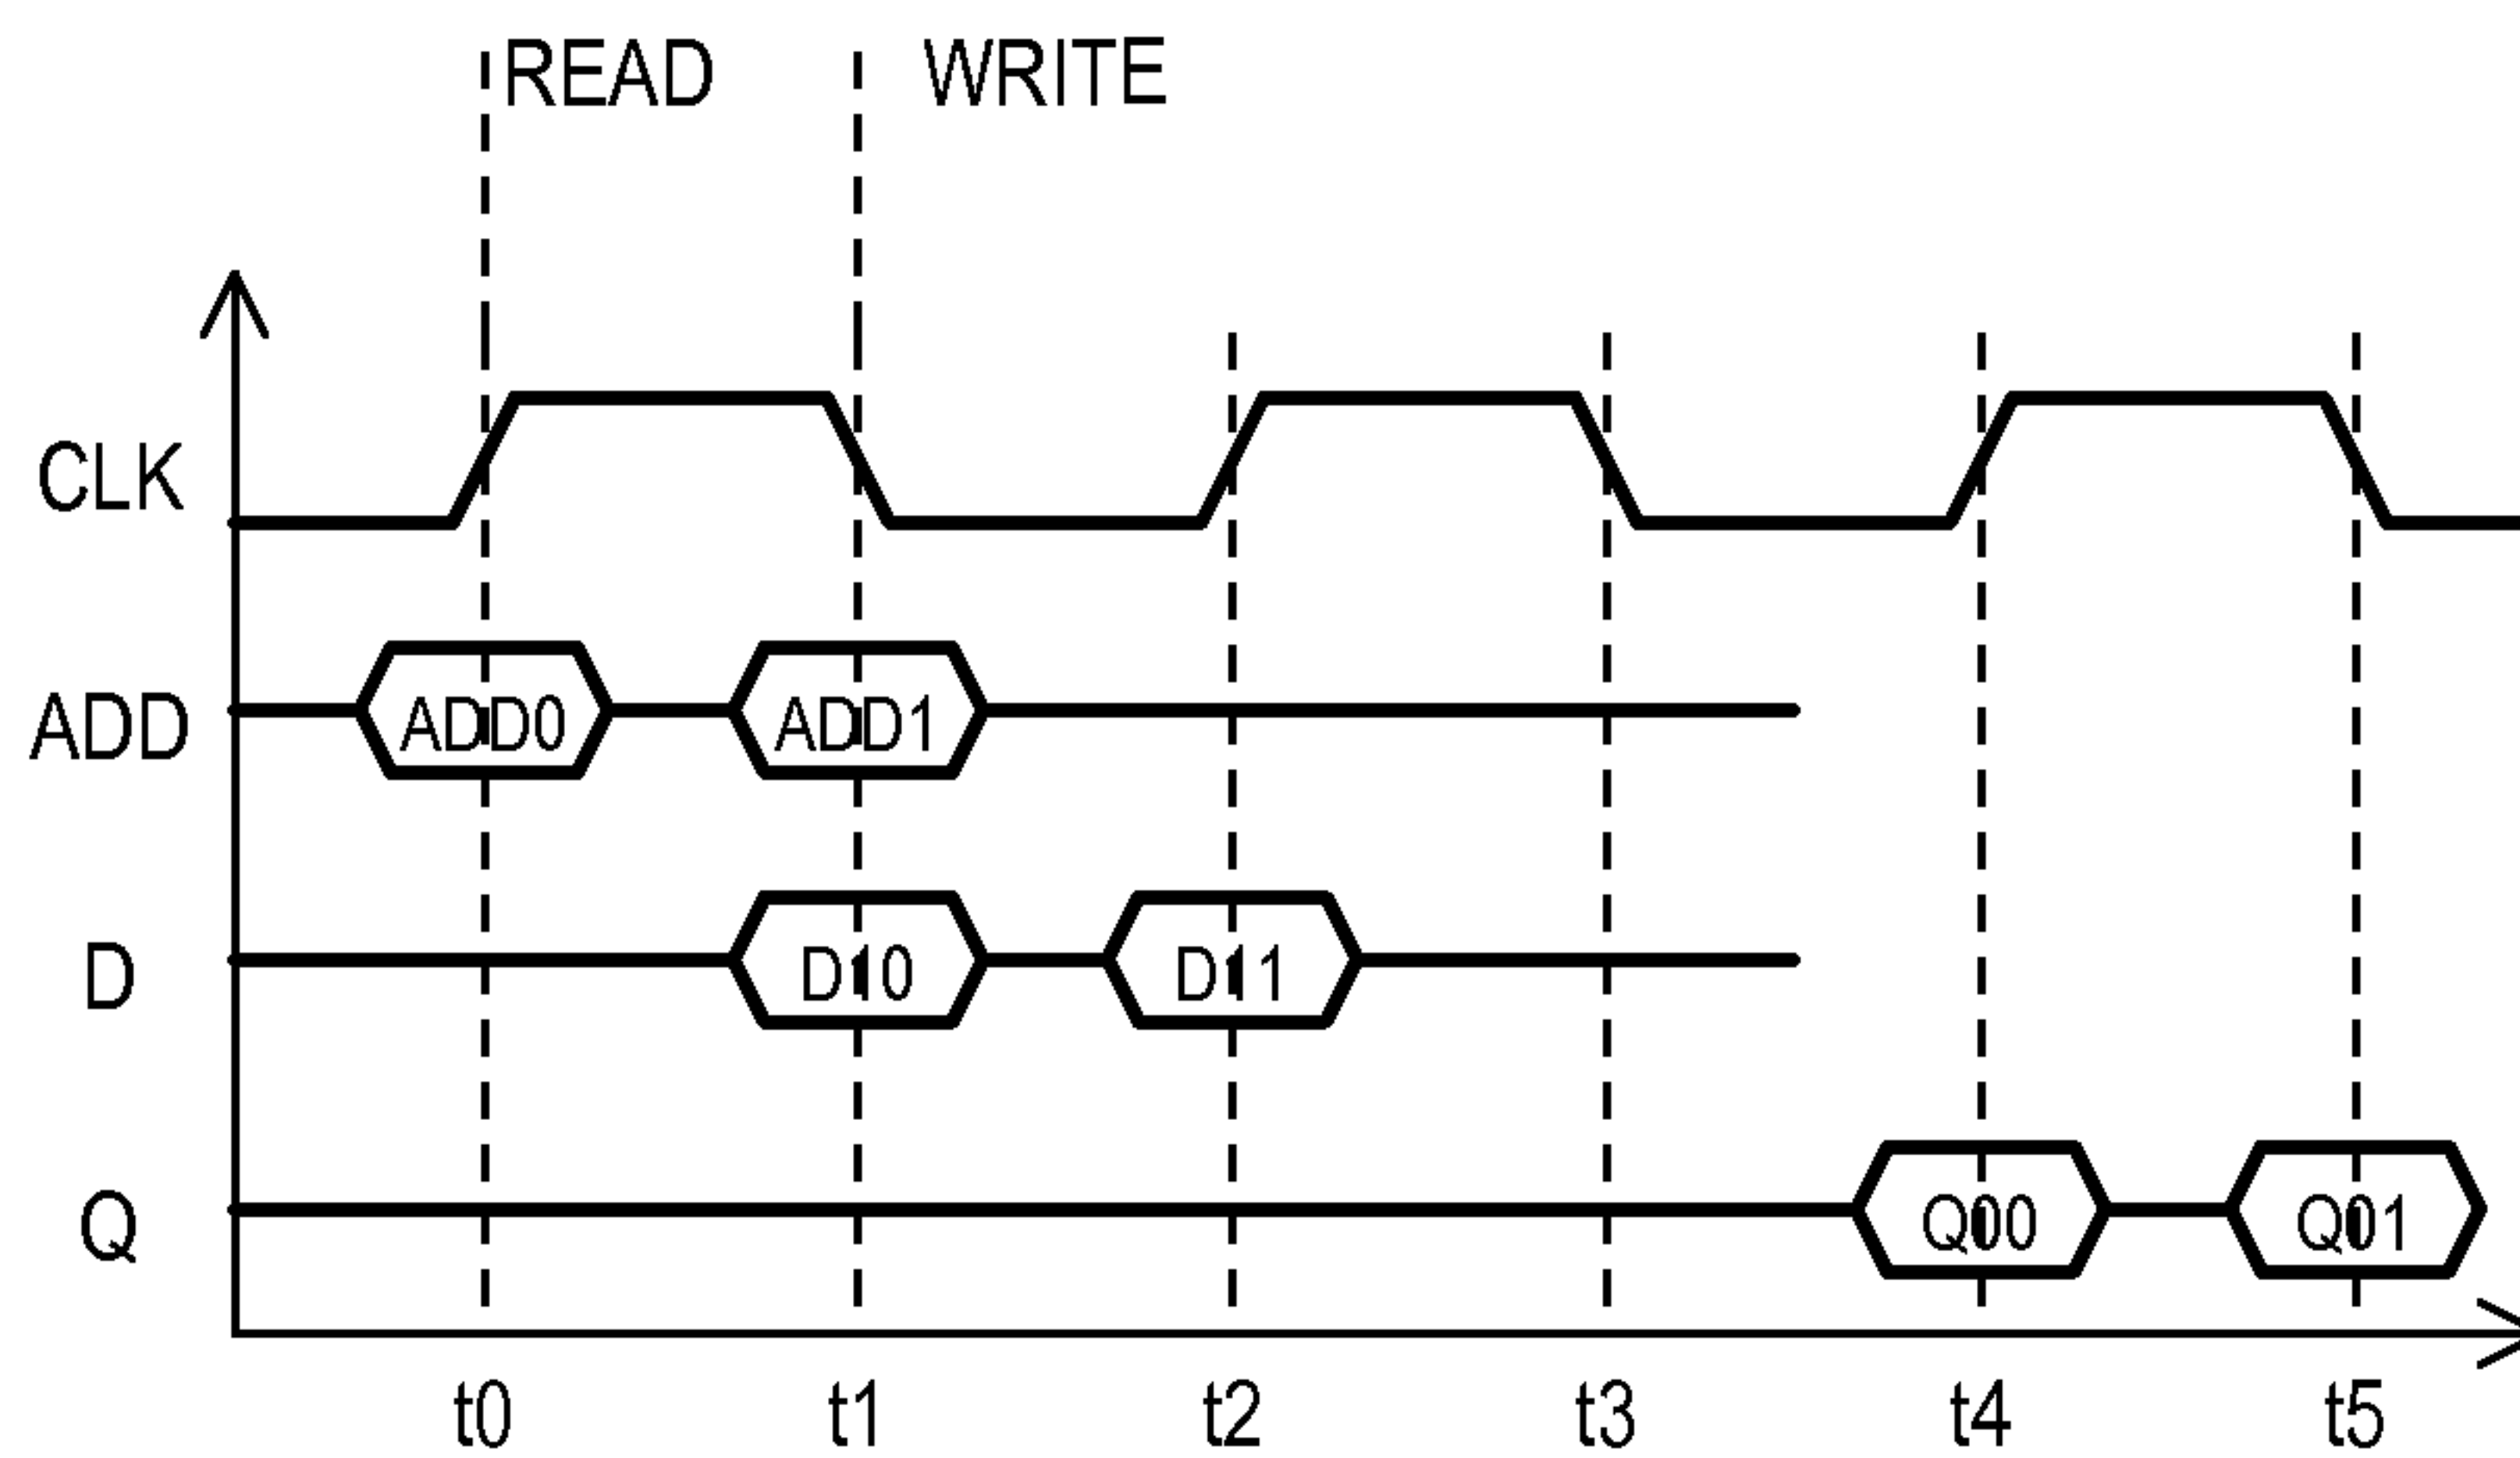 READ WRITE
CLK
ADD ADD0 ADD1
D D10 D11
Q Q00 Q01
t0 t1 t2 t3 t4 t5